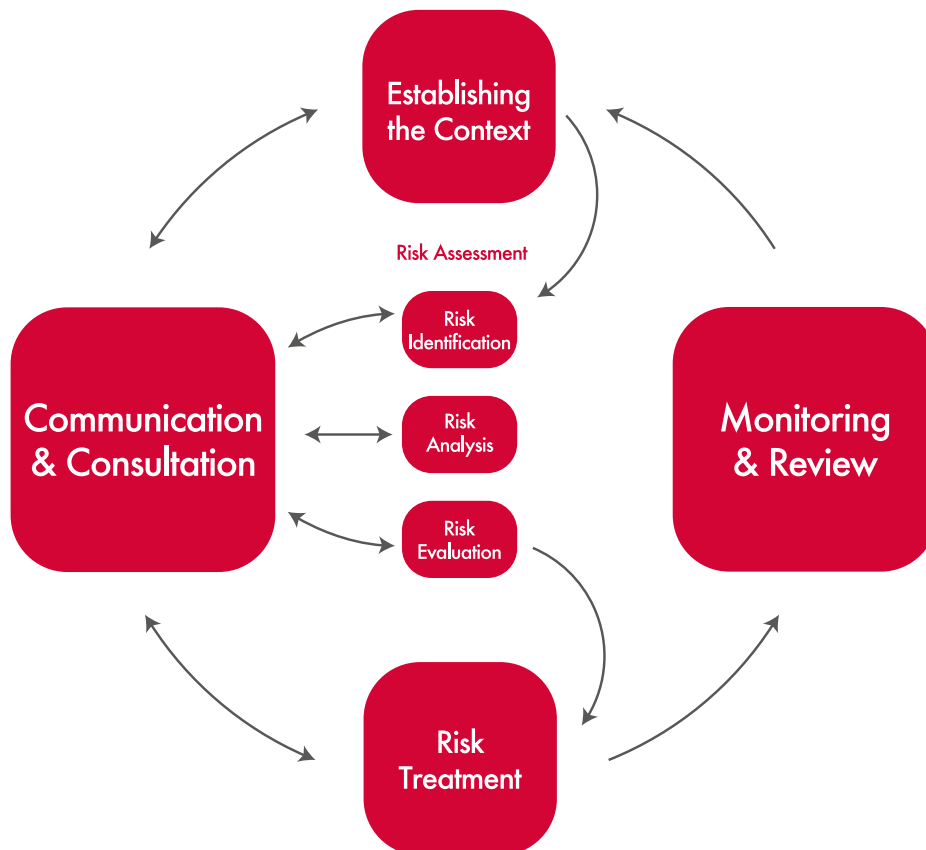 Establishing
the Context
Risk Assessment
Risk
Identification
Communication
& Consultation
Risk
Analysis
Monitoring
& Review
Risk
Evaluation
Risk
Treatment